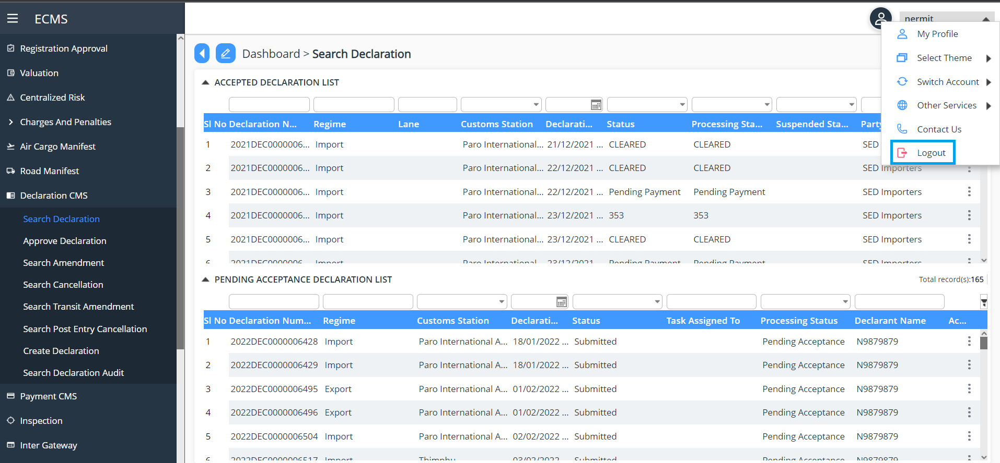 ECMS
nermit
My Profile
Select Theme
Switch Account
Other Services
Contact Us
Logout
Registration Approval
Valuation
Centralized Risk
Charges And Penalties
Air Cargo Manifest
Road Manifest
Declaration CMS
Search Declaration
Approve Declaration
Search Amendment
Search Cancellation
Search Transit Amendment
Search Post Entry Cancellation
Create Declaration
Search Declaration Audit
Payment CMS
Inspection
Inter Gateway
Dashboard > Search Declaration
ACCEPTED DECLARATION LIST
Sl No Declaration N... Regime Lane Customs Station Declarati... Status Processing Sta... Suspended Sta... Party
1 2021DEC0000006... Import Paro International... 21/12/2021 ... CLEARED CLEARED SED
2 2021DEC0000006... Import Paro International... 22/12/2021 ... CLEARED CLEARED SED Importers
3 2021DEC0000006... Import Paro International... 22/12/2021 ... Pending Payment Pending Payment SED Importers
4 2021DEC0000006... Import Paro International... 23/12/2021 ... 353 353 SED Importers
5 2021DEC0000006... Import Paro International... 23/12/2021 ... CLEARED CLEARED SED Importers
6 2021DEC0000006... Import Paro International... 23/12/2021 Pending Payment Pending Payment SED Importers
PENDING ACCEPTANCE DECLARATION LIST
Total record(s):165
Sl No Declaration Num... Regime Customs Station Declarati... Status Task Assigned To Processing Status Declarant Name Ac...
1 2022DEC0000006428 Import Paro International A... 18/01/2022 ... Submitted Pending Acceptance N9879879
2 2022DEC0000006429 Import Paro International A... 18/01/2022 ... Submitted Pending Acceptance N9879879
3 2022DEC0000006495 Export Paro International A... 01/02/2022 ... Submitted Pending Acceptance N9879879
4 2022DEC0000006496 Export Paro International A... 01/02/2022 ... Submitted Pending Acceptance N9879879
5 2022DEC0000006504 Import Paro International A... 02/02/2022 ... Submitted Pending Acceptance N9879879
6 2022DEC0000006517 Import Thimphu 03/02/2022 Submitted Pending Acceptance N9879879